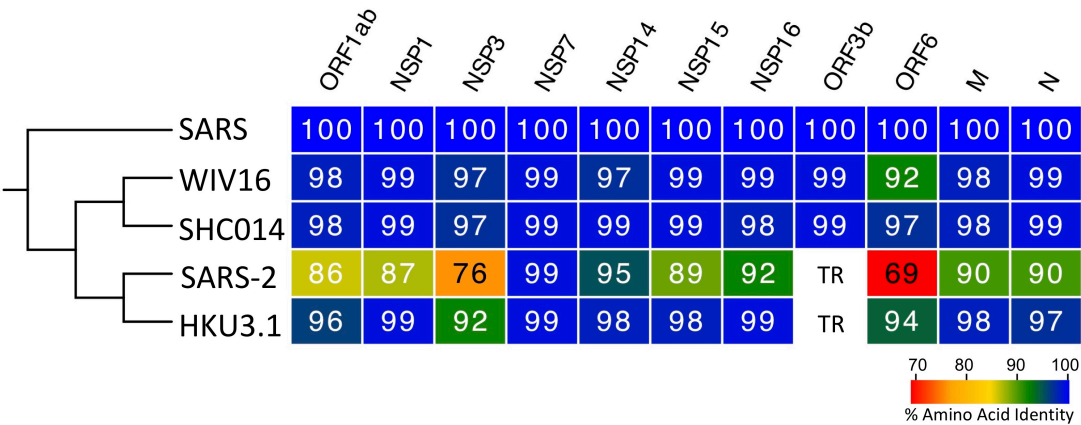 ORF1ab NSP1 NSP3 NSP7 NSP14 NSP15 NSP16 ORF3b ORF6 M N
SARS 100 100 100 100 100 100 100 100 100 100 100
WIV16 98 99 97 99 97 99 99 99 92 98 99
SHC014 98 99 97 99 99 99 98 99 97 98 99
SARS-2 86 87 76 99 95 89 92 TR 69 90 90
HKU3.1 96 99 92 99 98 98 99 TR 94 98 97
70 80 90 100
% Amino Acid Identity